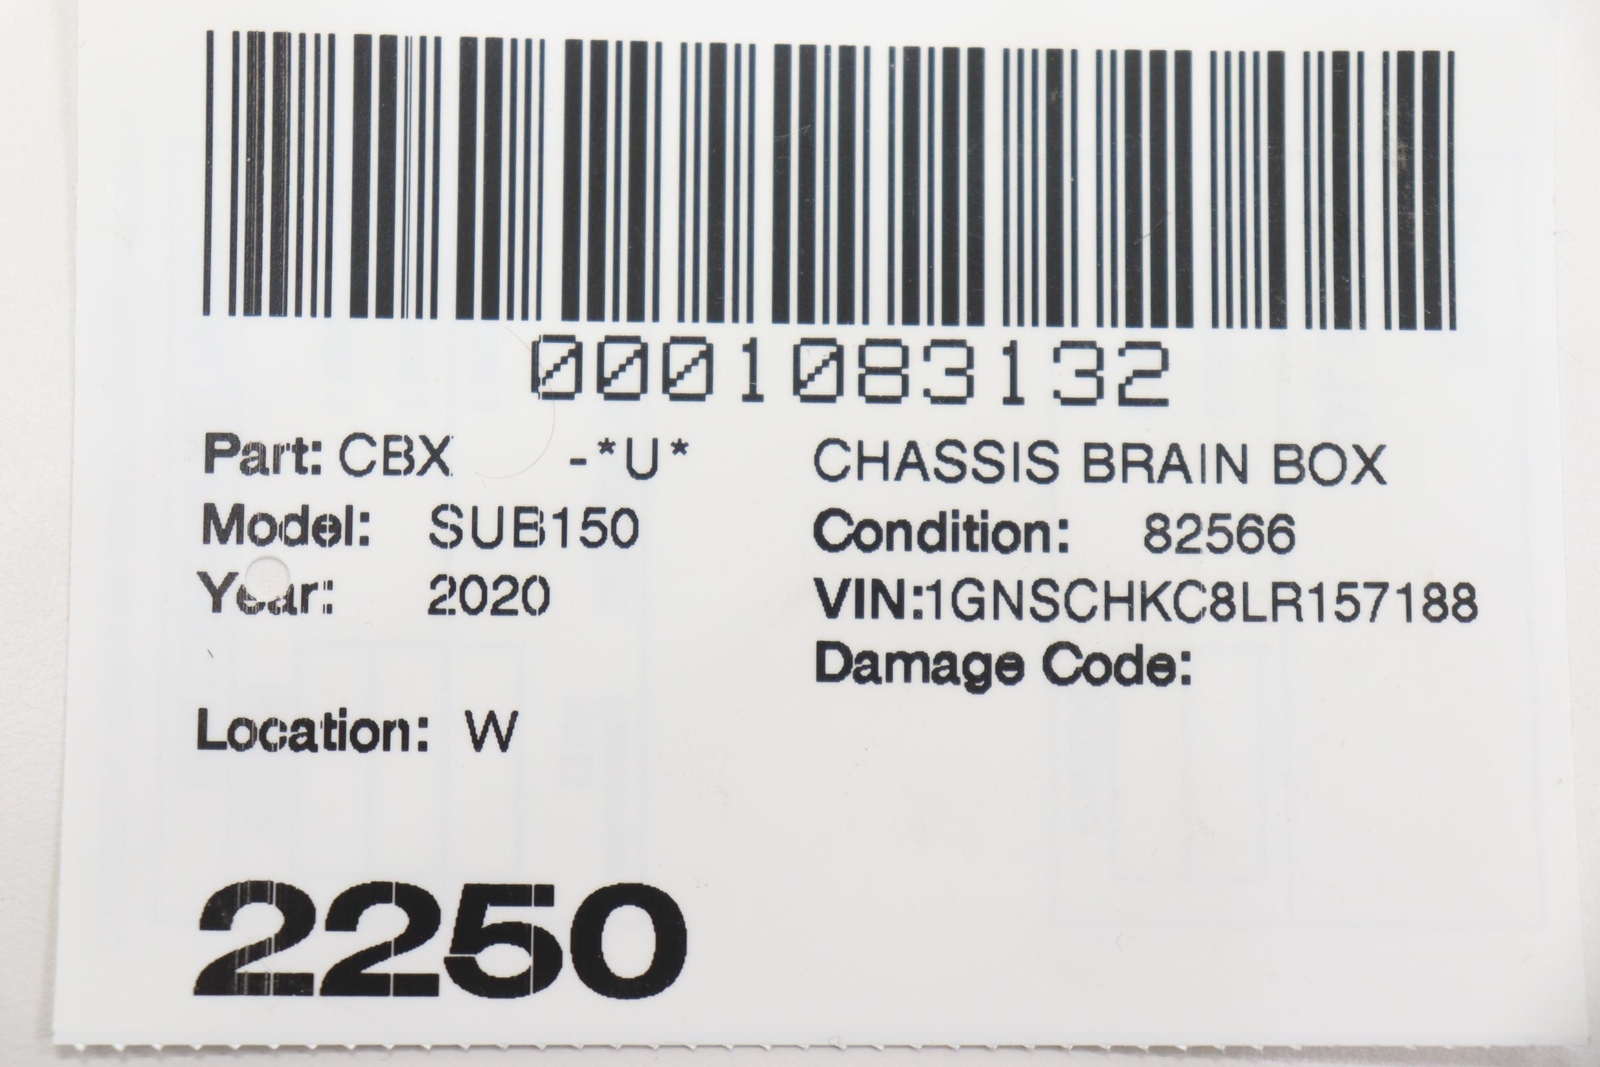 0001083132
Part: CBX -*U* CHASSIS BRAIN BOX
Model: SUB150 Condition: 82566
Year: 2020 VIN:1GNSCHKC8LR157188
Damage Code:
Location: W
2250